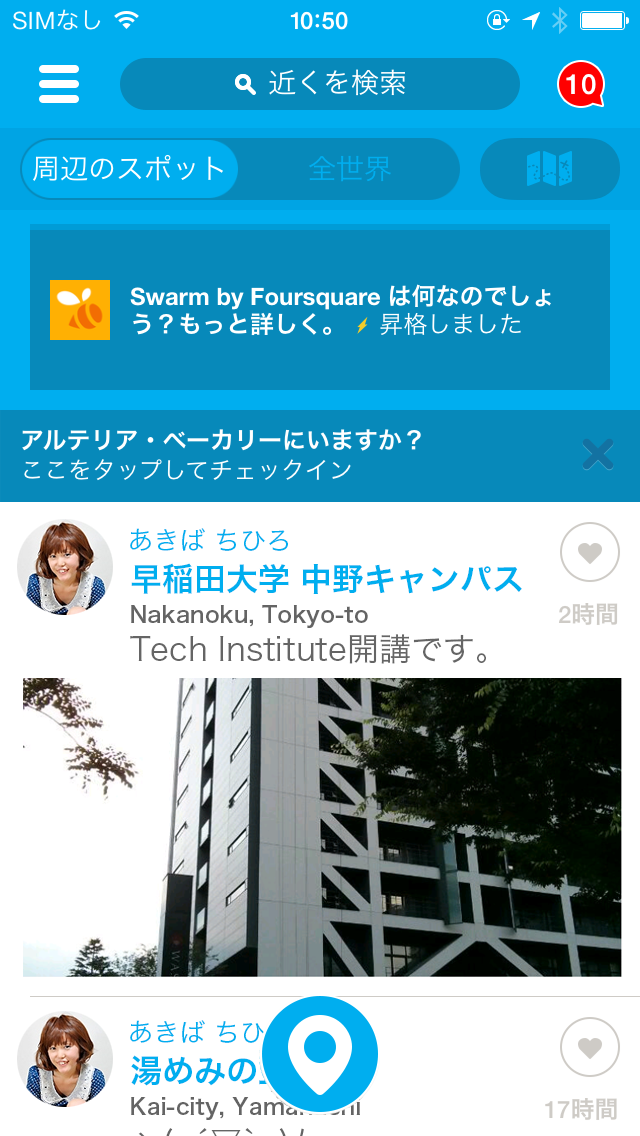 SIMなし 10:50
近くを検索 10
周辺のスポット 全世界
Swarm by Foursquare は何なのでしょ
う？もっと詳しく。⚡昇格しました
アルテリア・ベーカリーにいますか？
ここをタップしてチェックイン
あきば ちひろ
早稲田大学 中野キャンパス
Nakanoku, Tokyo-to
2時間
Tech Institute開講です。
あきば ちひ
湯めみの
Kai-city,
17時間